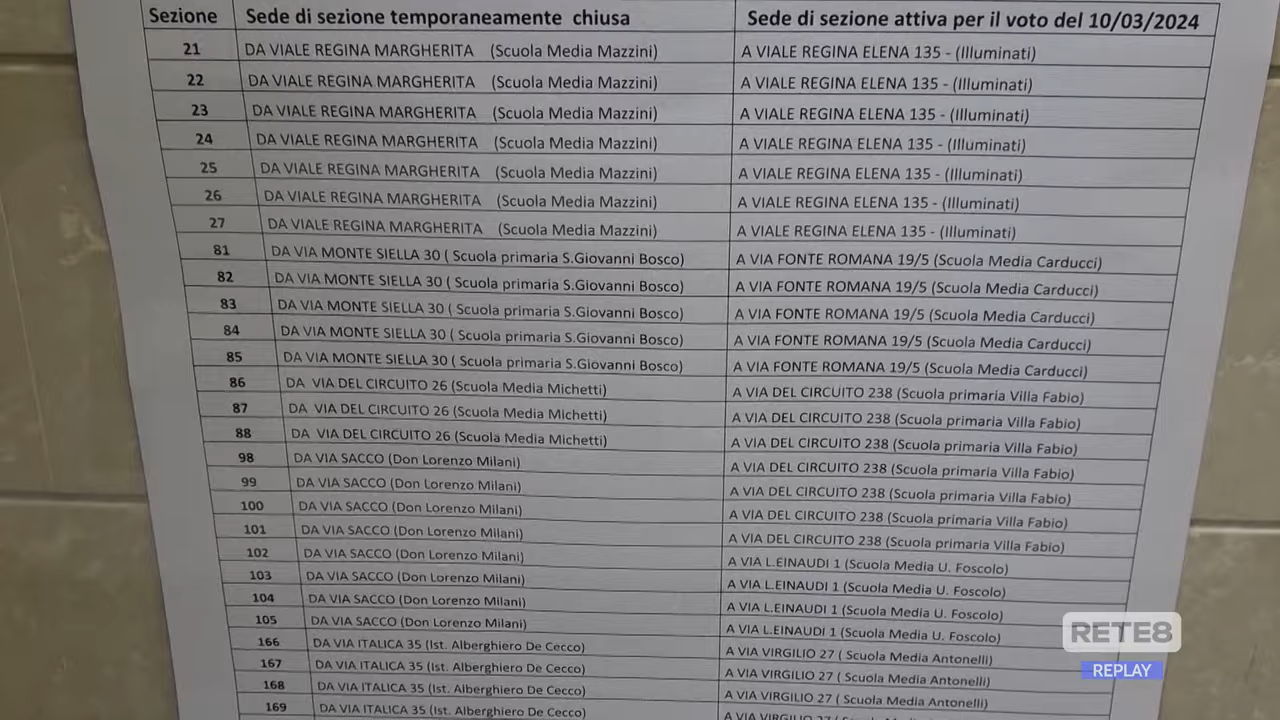 Sezione Sede di sezione temporaneamente chiusa Sede di sezione attiva per il voto del 10/03/2024
21 DA VIALE REGINA MARGHERITA (Scuola Media Mazzini) A VIALE REGINA ELENA 135 - (Illuminati)
22 DA VIALE REGINA MARGHERITA (Scuola Media Mazzini) A VIALE REGINA ELENA 135 - (Illuminati)
23 DA VIALE REGINA MARGHERITA (Scuola Media Mazzini) A VIALE REGINA ELENA 135 - (Illuminati)
24 DA VIALE REGINA MARGHERITA (Scuola Media Mazzini) A VIALE REGINA ELENA 135 - (Illuminati)
25 DA VIALE REGINA MARGHERITA (Scuola Media Mazzini) A VIALE REGINA ELENA 135 - (Illuminati)
26 DA VIALE REGINA MARGHERITA (Scuola Media Mazzini) A VIALE REGINA ELENA 135 - (Illuminati)
27 DA VIALE REGINA MARGHERITA (Scuola Media Mazzini) A VIALE REGINA ELENA 135 - (Illuminati)
81 DA VIA MONTE SIELLA 30 ( Scuola primaria S.Giovanni Bosco) A VIA FONTE ROMANA 19/5 (Scuola Media Carducci)
82 DA VIA MONTE SIELLA 30 ( Scuola primaria S.Giovanni Bosco) A VIA FONTE ROMANA 19/5 (Scuola Media Carducci)
83 DA VIA MONTE SIELLA 30 ( Scuola primaria S.Giovanni Bosco) A VIA FONTE ROMANA 19/5 (Scuola Media Carducci)
84 DA VIA MONTE SIELLA 30 ( Scuola primaria S.Giovanni Bosco) A VIA FONTE ROMANA 19/5 (Scuola Media Carducci)
85 DA VIA MONTE SIELLA 30 ( Scuola primaria S.Giovanni Bosco) A VIA FONTE ROMANA 19/5 (Scuola Media Carducci)
86 DA VIA DEL CIRCUITO 26 (Scuola Media Michetti) A VIA DEL CIRCUITO 238 (Scuola primaria Villa Fabio)
87 DA VIA DEL CIRCUITO 26 (Scuola Media Michetti) A VIA DEL CIRCUITO 238 (Scuola primaria Villa Fabio)
88 DA VIA DEL CIRCUITO 26 (Scuola Media Michetti) A VIA DEL CIRCUITO 238 (Scuola primaria Villa Fabio)
98 DA VIA SACCO (Don Lorenzo Milani) A VIA DEL CIRCUITO 238 (Scuola primaria Villa Fabio)
99 DA VIA SACCO (Don Lorenzo Milani) A VIA DEL CIRCUITO 238 (Scuola primaria Villa Fabio)
100 DA VIA SACCO (Don Lorenzo Milani) A VIA DEL CIRCUITO 238 (Scuola primaria Villa Fabio)
101 DA VIA SACCO (Don Lorenzo Milani) A VIA DEL CIRCUITO 238 (Scuola primaria Villa Fabio)
102 DA VIA SACCO (Don Lorenzo Milani) A VIA L.EINAUDI 1 (Scuola Media U. Foscolo)
103 DA VIA SACCO (Don Lorenzo Milani) A VIA L.EINAUDI 1 (Scuola Media U. Foscolo)
104 DA VIA SACCO (Don Lorenzo Milani) A VIA L.EINAUDI 1 (Scuola Media U. Foscolo)
105 DA VIA SACCO (Don Lorenzo Milani) A VIA L.EINAUDI 1 (Scuola Media U. Foscolo)
166 DA VIA ITALICA 35 (Ist. Alberghiero De Cecco) A VIA VIRGILIO 27 ( Scuola Media Antonelli)
167 DA VIA ITALICA 35 (Ist. Alberghiero De Cecco) A VIA VIRGILIO 27 ( Scuola Media Antonelli)
168 DA VIA ITALICA 35 (Ist. Alberghiero De Cecco) A VIA VIRGILIO 27 ( Scuola Media Antonelli)
169 DA VIA ITALICA 35 (Ist. Alberghiero De Cecco) A VIA VIRGILIO 27 ( Scuola Media Antonelli)
RETE8
REPLAY